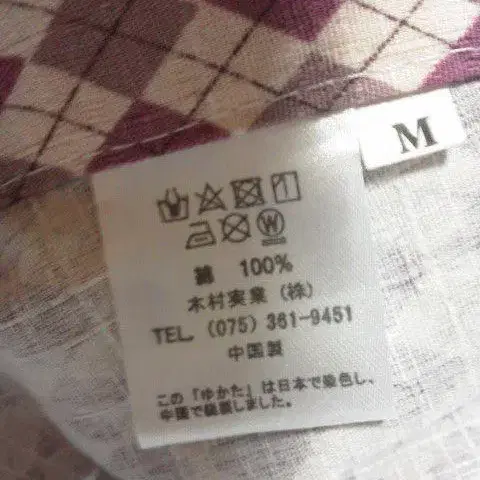 M
綿 100%
木村実業(株)
TEL. (075) 361-9451
中国製
この「ゆかた」は日本で染色し、
中国で縫製しました。